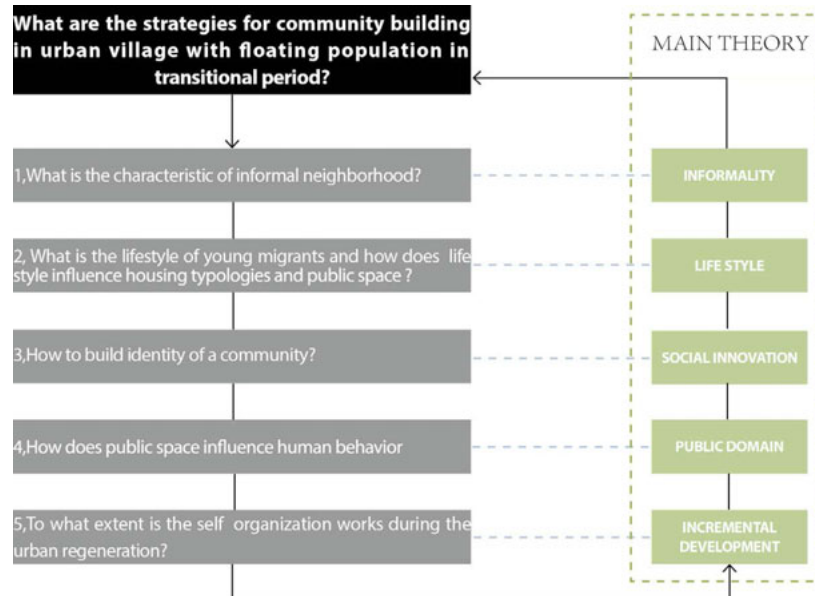 What are the strategies for community building
in urban village with floating population in
transitional period?
MAIN THEORY
1,What is the characteristic of informal neighborhood?
INFORMALITY
2, What is the lifestyle of young migrants and how does life
style influence housing typologies and public space ?
LIFE STYLE
3,How to build identity of a community?
SOCIAL INNOVATION
4,How does public space influence human behavior
PUBLIC DOMAIN
5,To what extent is the self organization works during the
urban regeneration?
INCREMENTAL
DEVELOPMENT